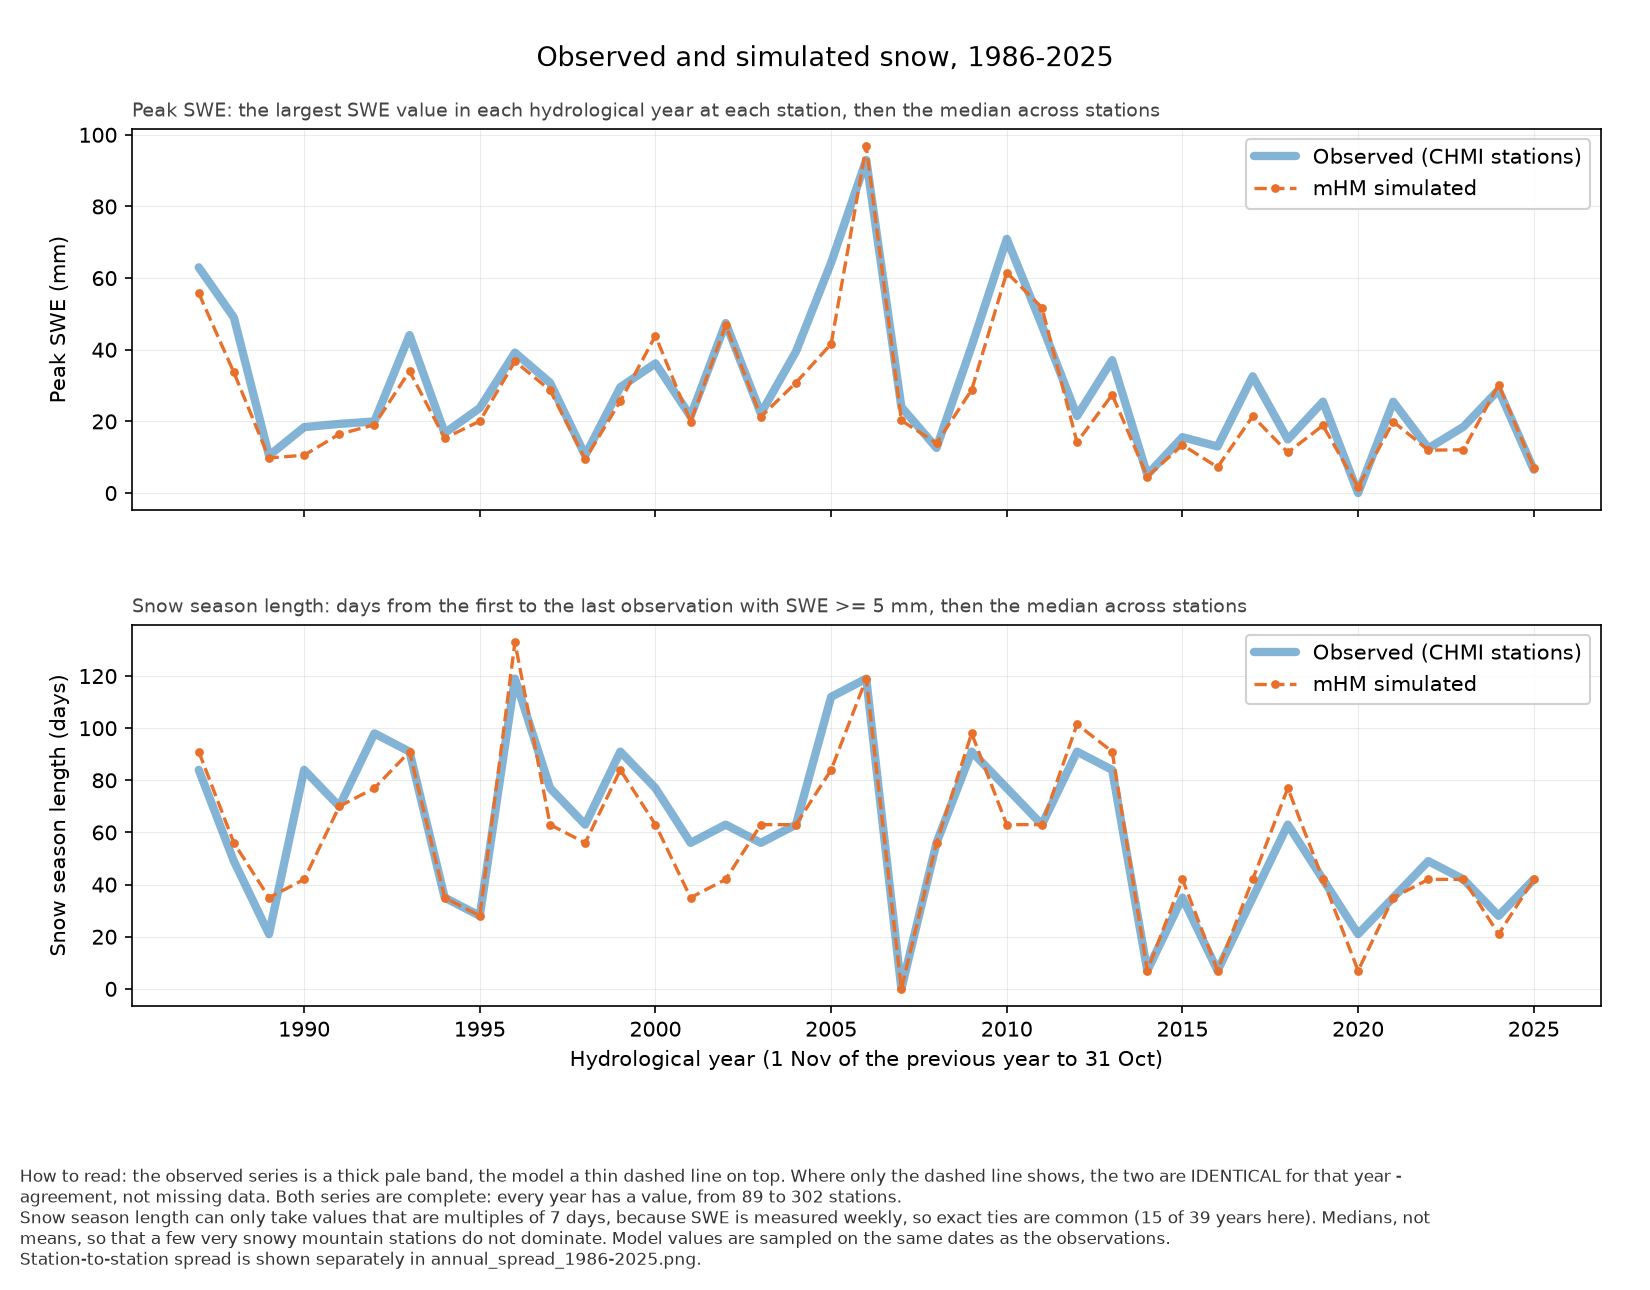 Observed and simulated snow, 1986-2025
Peak SWE: the largest SWE value in each hydrological year at each station, then the median across stations
Peak SWE (mm)
100
80
60
40
20
0
Observed (CHMI stations)
mHM simulated
Snow season length: days from the first to the last observation with SWE >= 5 mm, then the median across stations
Snow season length (days)
120
100
80
60
40
20
0
Observed (CHMI stations)
mHM simulated
1990
1995
2000
2005
2010
2015
2020
2025
Hydrological year (1 Nov of the previous year to 31 Oct)
How to read: the observed series is a thick pale band, the model a thin dashed line on top. Where only the dashed line shows, the two are IDENTICAL for that year -
agreement, not missing data. Both series are complete: every year has a value, from 89 to 302 stations.
Snow season length can only take values that are multiples of 7 days, because SWE is measured weekly, so exact ties are common (15 of 39 years here). Medians, not
means, so that a few very snowy mountain stations do not dominate. Model values are sampled on the same dates as the observations.
Station-to-station spread is shown separately in annual_spread_1986-2025.png.